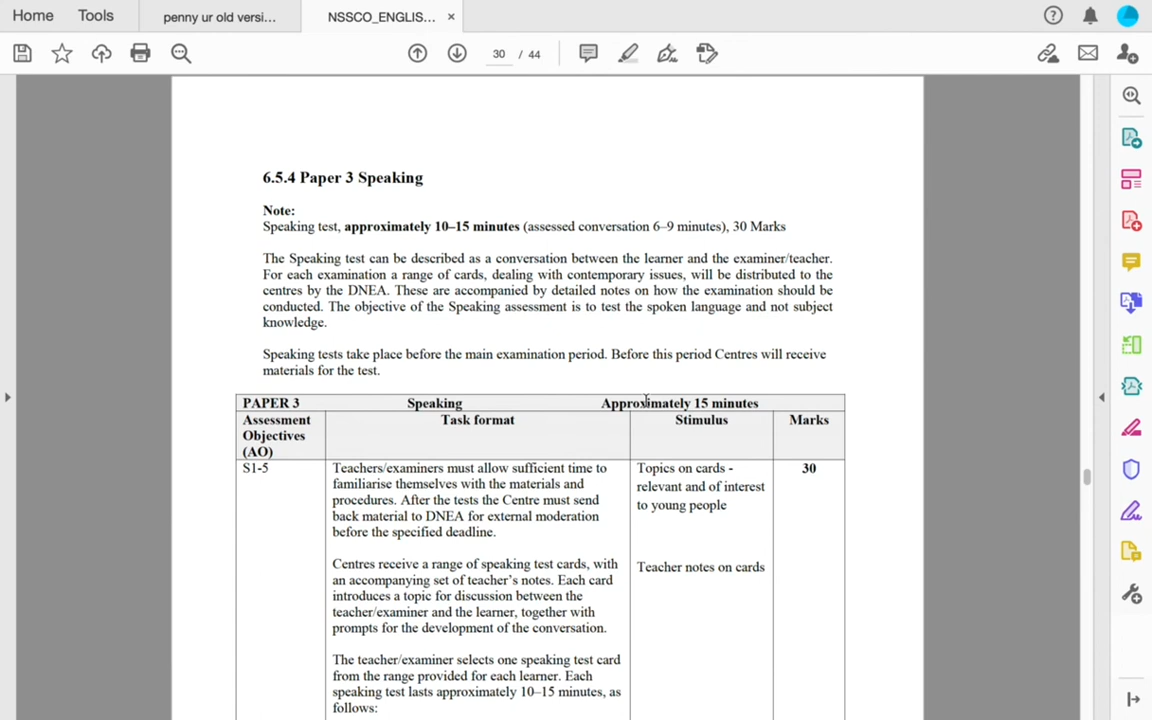 Home Tools penny ur old versi... NSSCO_ENGLIS... ×
30 / 44
6.5.4 Paper 3 Speaking
Note:
Speaking test, approximately 10–15 minutes (assessed conversation 6–9 minutes), 30 Marks
The Speaking test can be described as a conversation between the learner and the examiner/teacher.
For each examination a range of cards, dealing with contemporary issues, will be distributed to the
centres by the DNEA. These are accompanied by detailed notes on how the examination should be
conducted. The objective of the Speaking assessment is to test the spoken language and not subject
knowledge.
Speaking tests take place before the main examination period. Before this period Centres will receive
materials for the test.
PAPER 3 Speaking Approximately 15 minutes
Assessment
Objectives
(AO)
Task format
Stimulus
Marks
S1-5
Teachers/examiners must allow sufficient time to
familiarise themselves with the materials and
procedures. After the tests the Centre must send
back material to DNEA for external moderation
before the specified deadline.
Centres receive a range of speaking test cards, with
an accompanying set of teacher’s notes. Each card
introduces a topic for discussion between the
teacher/examiner and the learner, together with
prompts for the development of the conversation.
The teacher/examiner selects one speaking test card
from the range provided for each learner. Each
speaking test lasts approximately 10–15 minutes, as
follows:
Topics on cards -
relevant and of interest
to young people
Teacher notes on cards
30